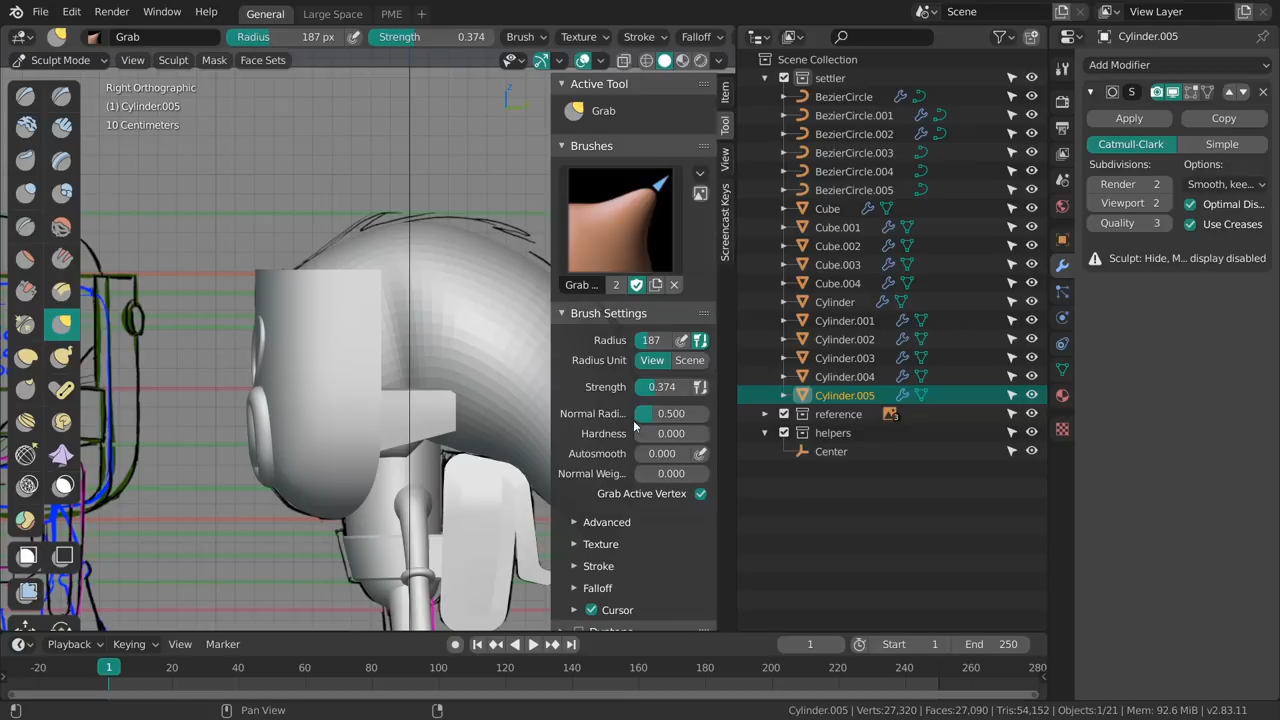 File Edit Render Window Help General Large Space PME + Scene View Layer
Grab Radius 187 px Strength 0.374 Brush Texture Stroke Falloff Cylinder.005
Sculpt Mode View Sculpt Mask Face Sets
Right Orthographic
(1) Cylinder.005
10 Centimeters
Z
Active Tool
Grab
Brushes
Grab ... 2
Brush Settings
Radius 187
Radius Unit View Scene
Strength 0.374
Normal Radi... 0.500
Hardness 0.000
Autosmooth 0.000
Normal Weig... 0.000
Grab Active Vertex
Advanced
Texture
Stroke
Falloff
Cursor
Item
Tool
View
Screencast Keys
Scene Collection
settler
BezierCircle
BezierCircle.001
BezierCircle.002
BezierCircle.003
BezierCircle.004
BezierCircle.005
Cube
Cube.001
Cube.002
Cube.003
Cube.004
Cylinder
Cylinder.001
Cylinder.002
Cylinder.003
Cylinder.004
Cylinder.005
reference 3
helpers
Center
Add Modifier
S
Apply Copy
Catmull-Clark Simple
Subdivisions: Options:
Render 2 Smooth, kee...
Viewport 2 Optimal Dis...
Quality 3 Use Creases
Sculpt: Hide, M... display disabled
Playback Keying View Marker 1 Start 1 End 250
-20 1 20 40 60 80 100 120 140 160 180 200 220 240 260 280
Pan View Cylinder.005 | Verts:27,320 | Faces:27,090 | Tris:54,152 | Objects:1/21 | Mem: 92.6 MiB | v2.83.11